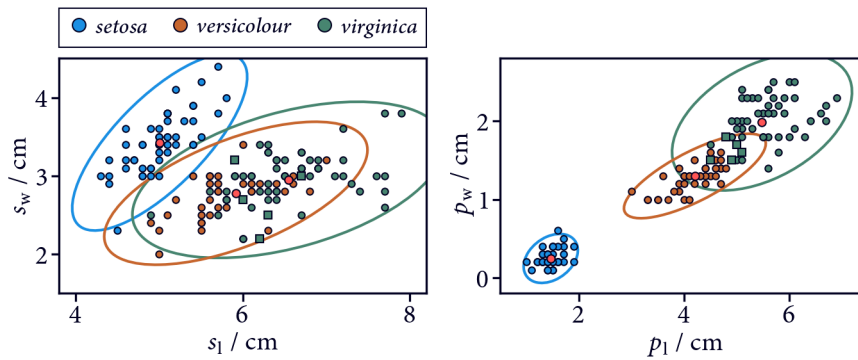 setosa versicolour virginica
s_w / cm
4
3
2
4 6 8
s_l / cm
p_w / cm
2
1
0
2 4 6
p_l / cm